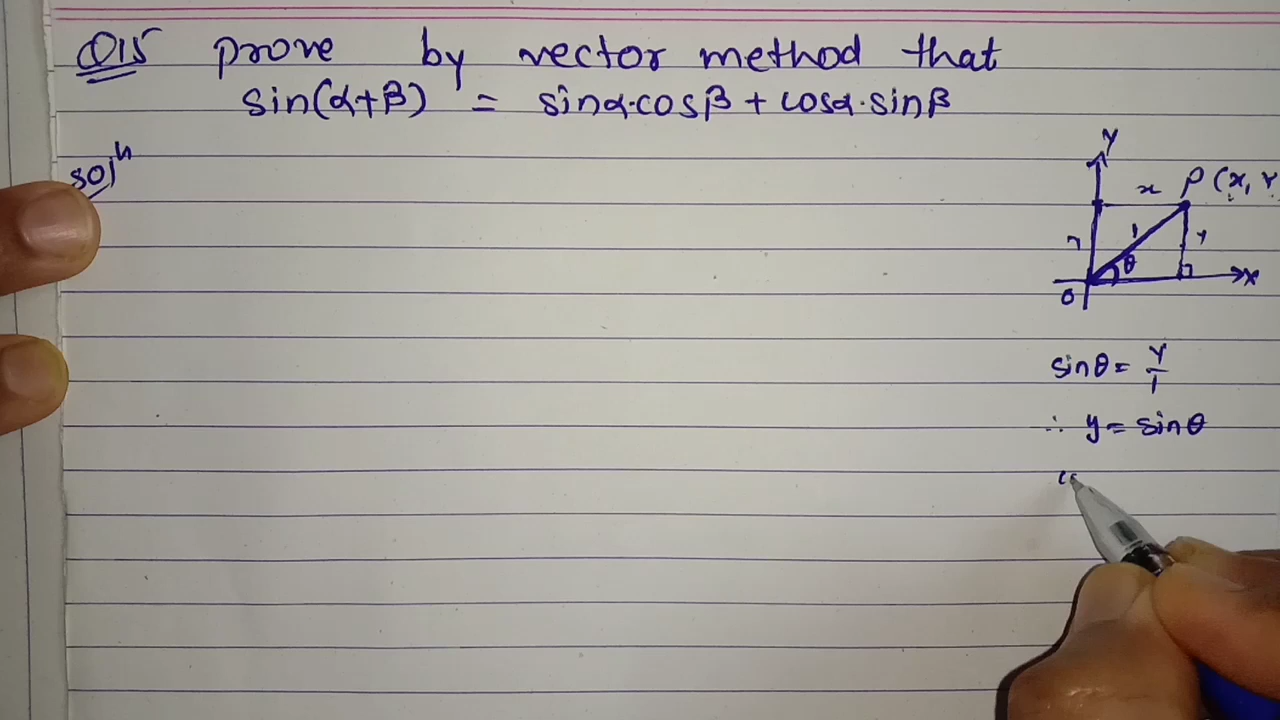 Q15 prove by vector method that
sin(α+β) = sinα·cosβ + cosα·sinβ
solⁿ
Y
x P(x, Y
y 1 Y
θ
O X
sinθ = Y/1
∴ y = sinθ